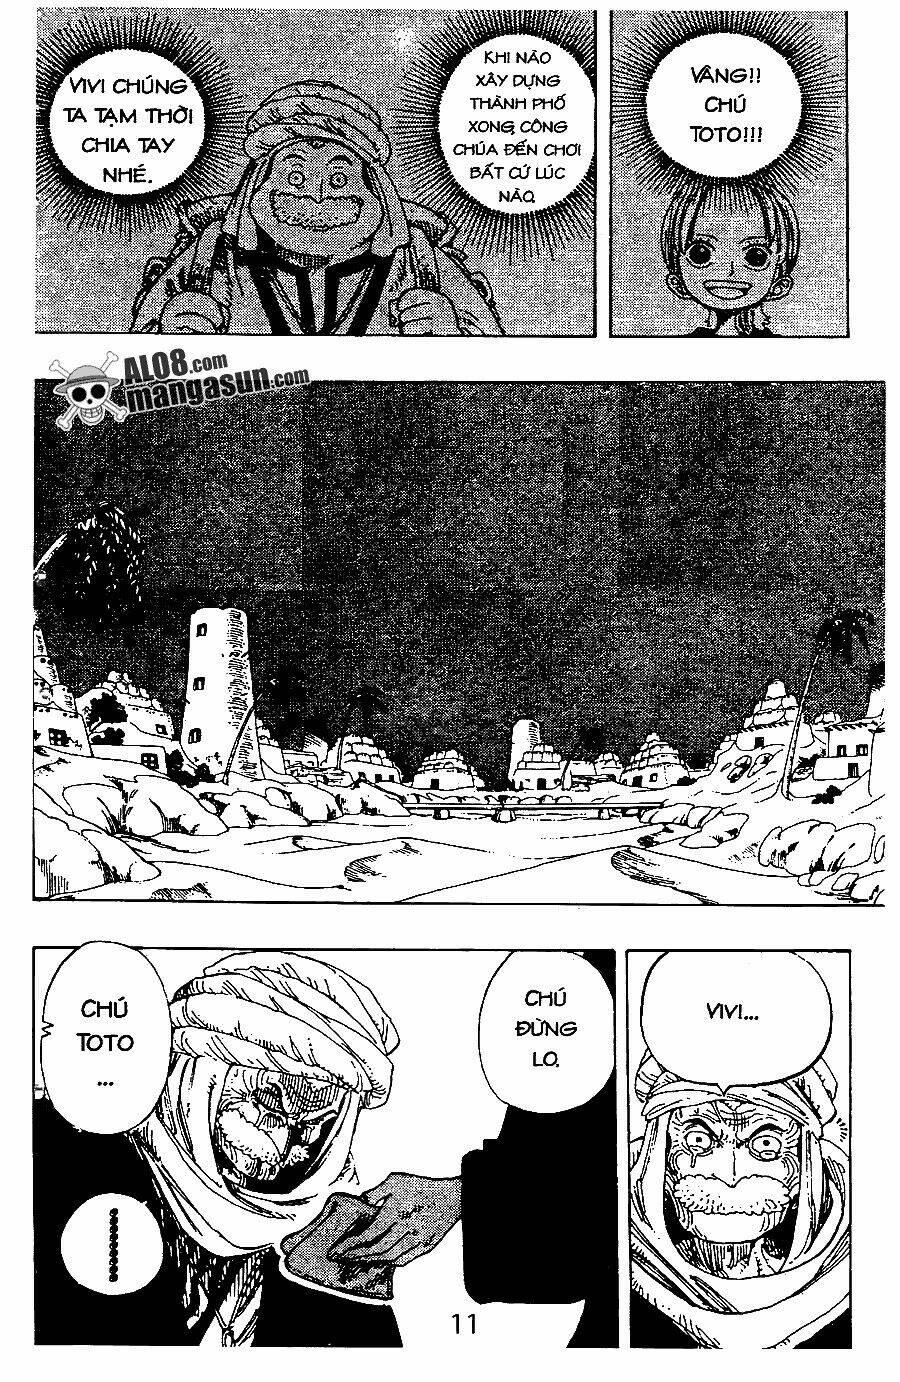 VIVI CHÚNG
TA TẠM THỜI
CHIA TAY
NHÉ.
KHI NÀO
XÂY DỰNG
THÀNH PHỐ
XONG, CÔNG
CHÚA ĐẾN CHƠI
BẤT CỨ LÚC
NÀO.
VÂNG!!
CHÚ
TOTO!!!
ALO8.com
mangasun.com
CHÚ
TOTO
...
CHÚ
ĐỪNG
LO.
VIVI...
11